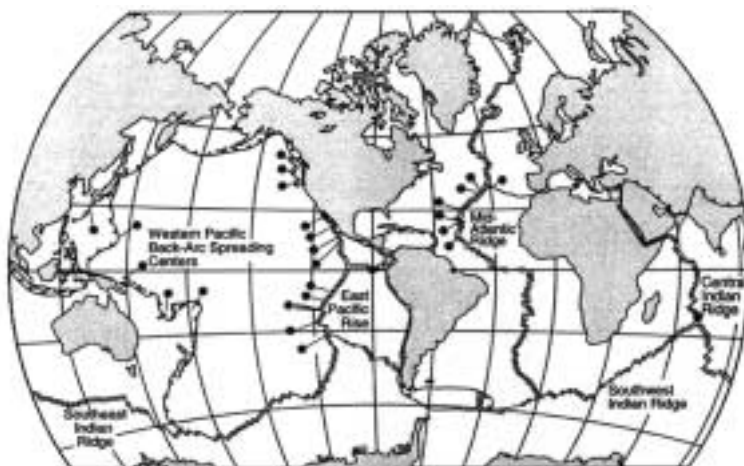 Western Pacific
Back-Arc Spreading
Centers
Mid-
Atlantic
Ridge
East
Pacific
Rise
Central
Indian
Ridge
Southwest
Indian Ridge
Southeast
Indian
Ridge